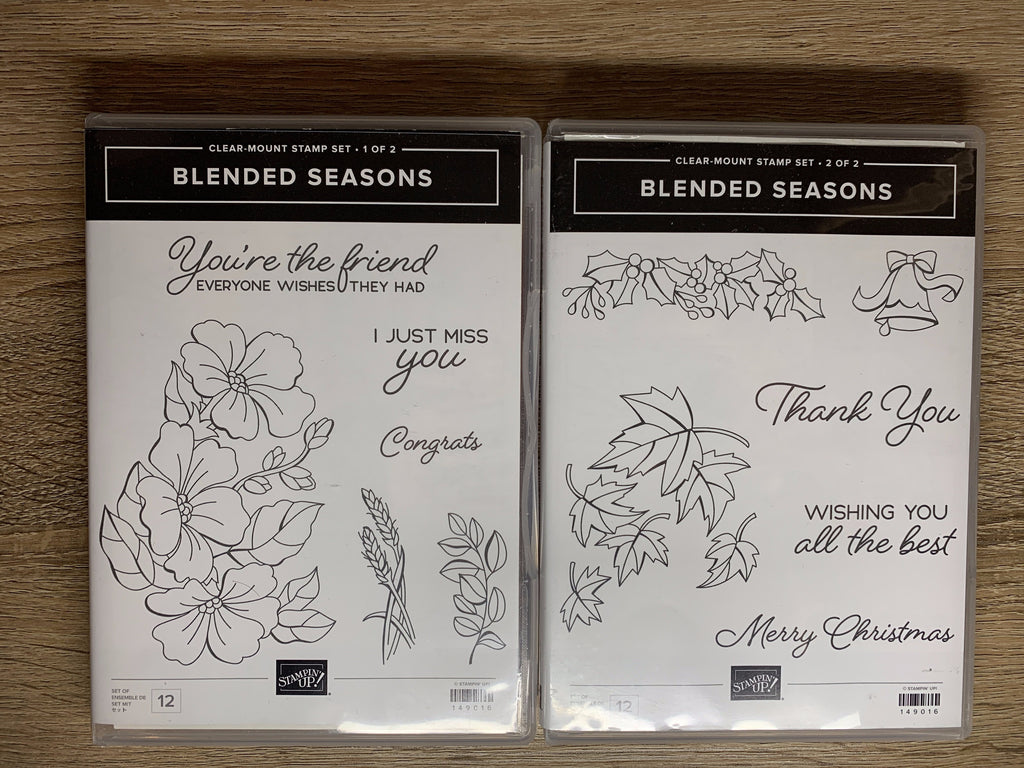 CLEAR-MOUNT STAMP SET • 1 OF 2
BLENDED SEASONS
You're the friend
EVERYONE WISHES THEY HAD
I JUST MISS
you
Congrats
SET OF
ENSEMBLE DE
SET MIT
セット
12
STAMPIN' UP!
© STAMPIN' UP!
149016
CLEAR-MOUNT STAMP SET • 2 OF 2
BLENDED SEASONS
Thank You
WISHING YOU
all the best
Merry Christmas
12
STAMPIN' UP!
© STAMPIN' UP!
149016